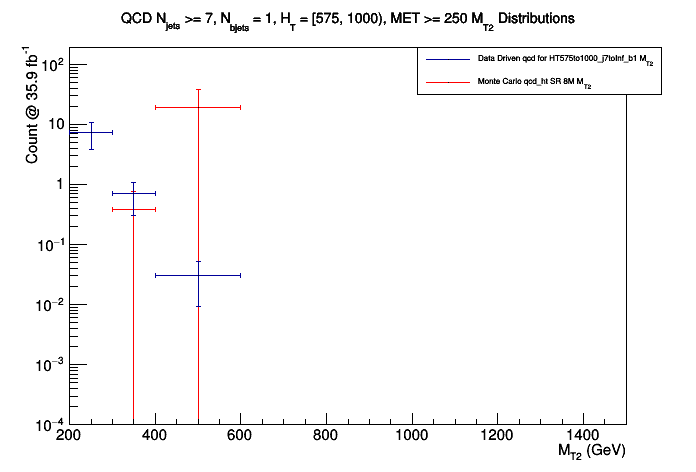 QCD N_jets >= 7, N_bjets = 1, H_T = [575, 1000), MET >= 250 M_T2 Distributions
Data Driven qcd for HT575to1000_j7toInf_b1 M_T2
Monte Carlo qcd_ht SR 8M M_T2
Count @ 35.9 fb^-1
10^2
10
1
10^-1
10^-2
10^-3
10^-4
200 400 600 800 1000 1200 1400
M_T2 (GeV)